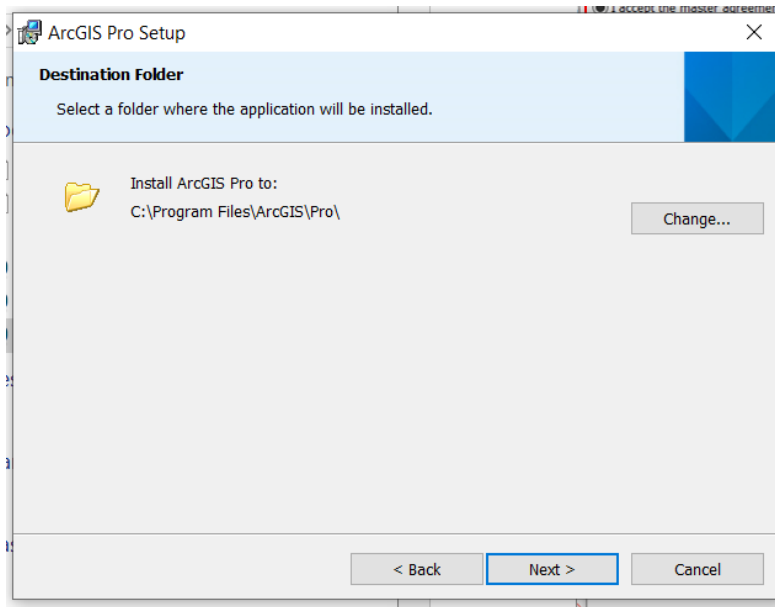 I accept the master agreemen
ArcGIS Pro Setup
Destination Folder
Select a folder where the application will be installed.
Install ArcGIS Pro to:
C:\Program Files\ArcGIS\Pro\
Change...
< Back
Next >
Cancel